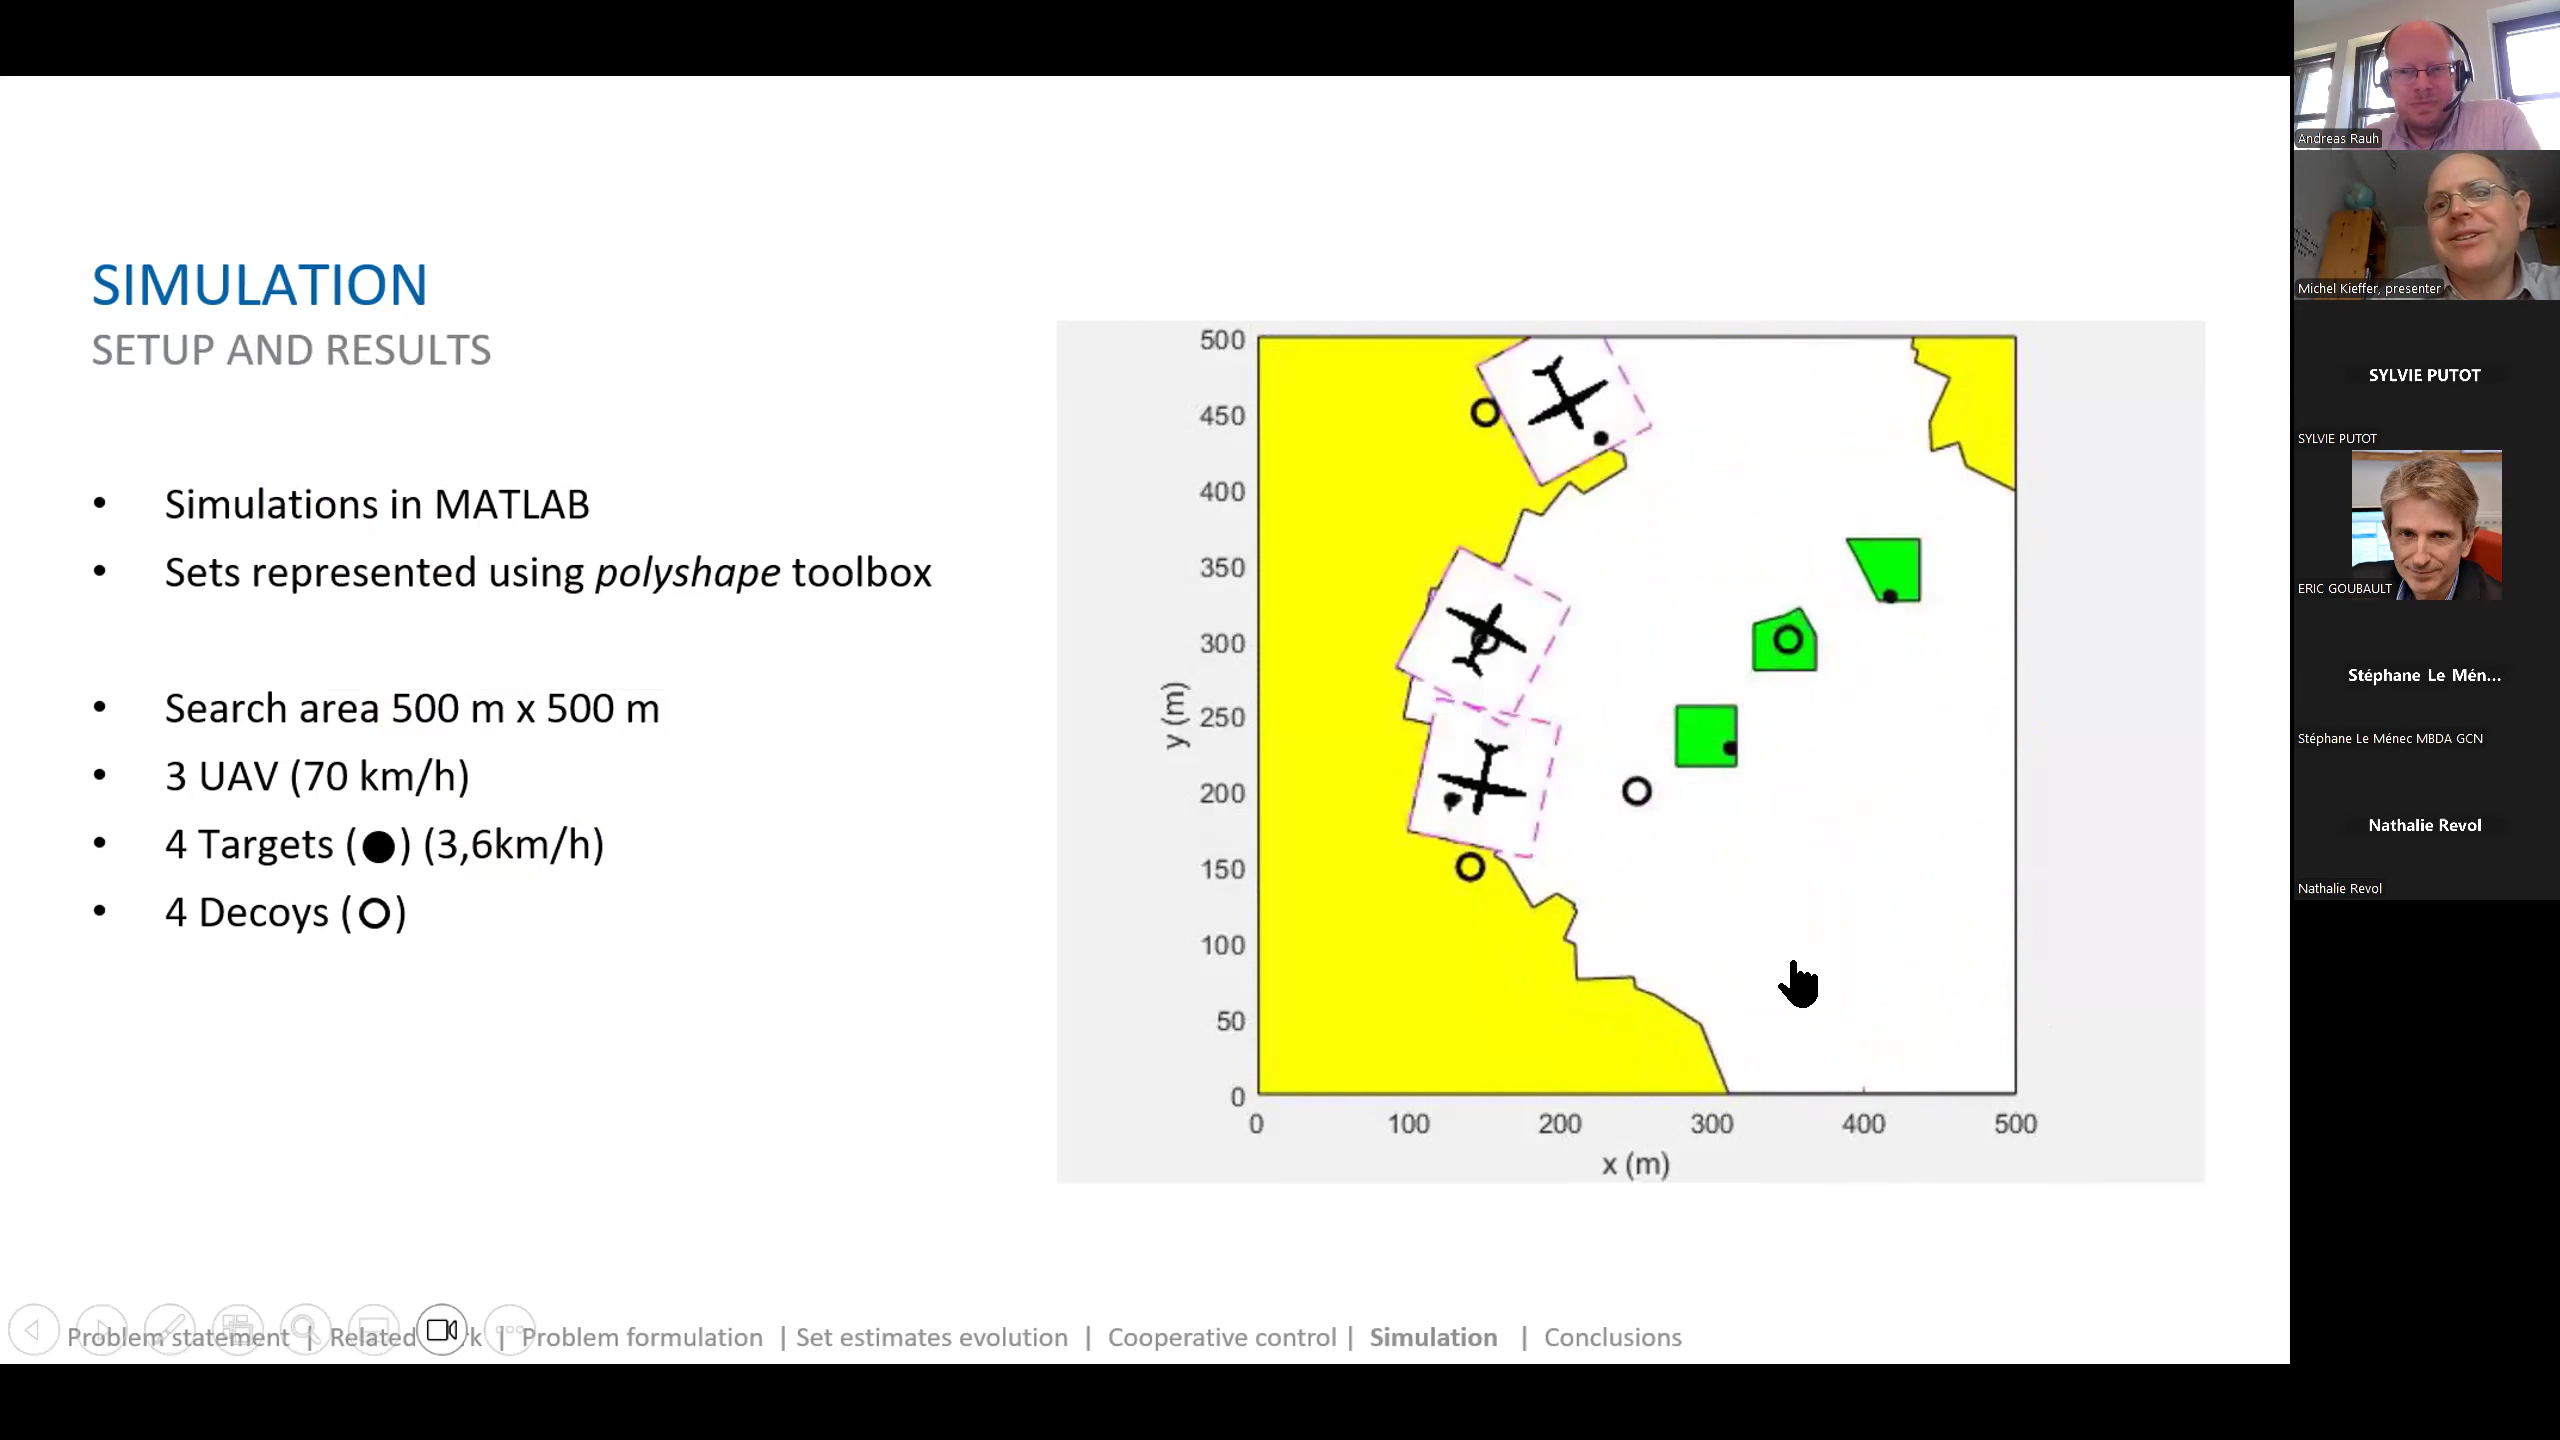 SIMULATION
SETUP AND RESULTS
• Simulations in MATLAB
• Sets represented using polyshape toolbox
• Search area 500 m x 500 m
• 3 UAV (70 km/h)
• 4 Targets (●) (3,6km/h)
• 4 Decoys (○)
500
450
400
350
300
250
200
150
100
50
0
y (m)
0 100 200 300 400 500
x (m)
Problem statement | Related | Problem formulation | Set estimates evolution | Cooperative control | Simulation | Conclusions
Andreas Rauh
Michel Kieffer, presenter
SYLVIE PUTOT
SYLVIE PUTOT
ERIC GOUBAULT
Stéphane Le Mén...
Stéphane Le Ménec MBDA GCN
Nathalie Revol
Nathalie Revol